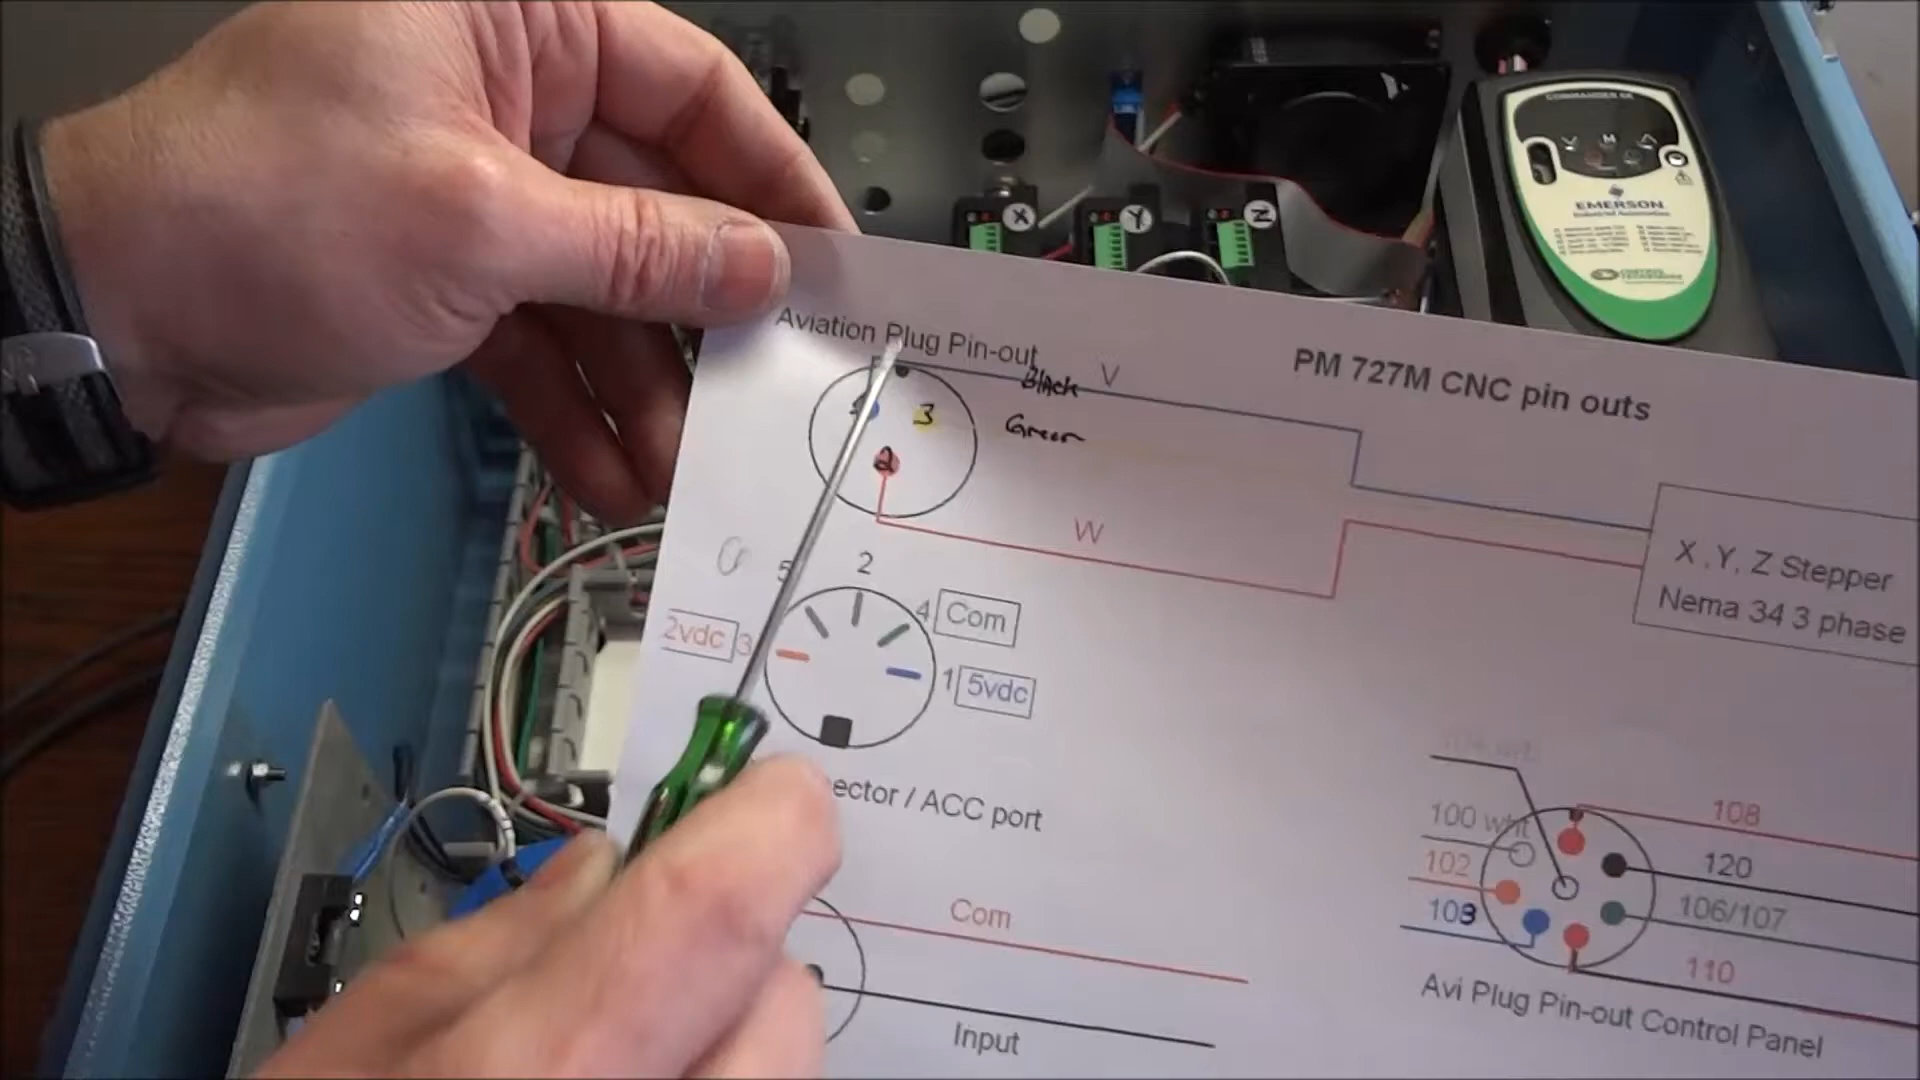 COMMANDER SK
V M
EMERSON
Industrial Automation
CONTROL TECHNIQUES
X
Y
Z
PM 727M CNC pin outs
Aviation Plug Pin-out
Black
V
3
Green
2
W
X ,Y, Z Stepper
Nema 34 3 phase
5
2
4
Com
2vdc
3
1
5vdc
ector / ACC port
Com
Input
100 wht
102
108
120
106/107
110
Avi Plug Pin-out Control Panel